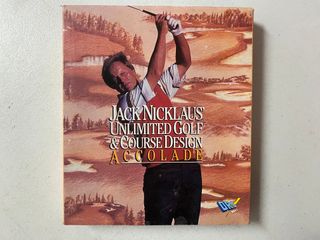 JACK NICKLAUS'
UNLIMITED GOLF
& COURSE DESIGN
ACCOLADE